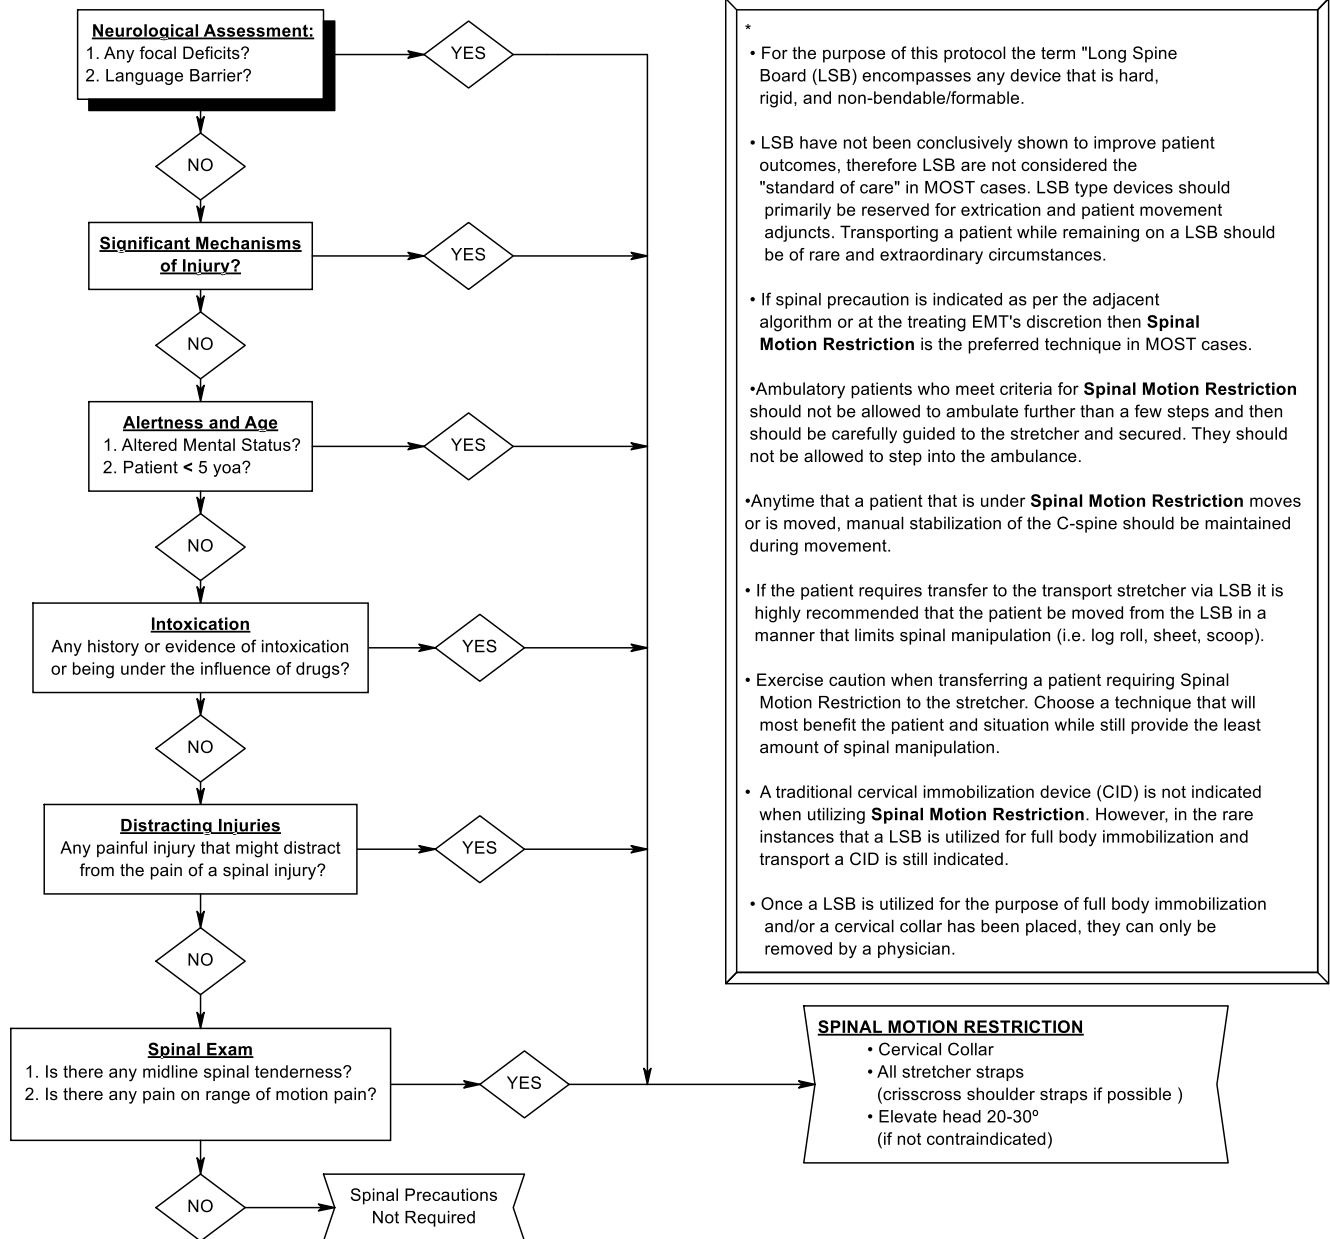 Neurological Assessment:
1. Any focal Deficits?
2. Language Barrier?
YES
NO
Significant Mechanisms
of Injury?
YES
NO
Alertness and Age
1. Altered Mental Status?
2. Patient < 5 yoa?
YES
NO
Intoxication
Any history or evidence of intoxication
or being under the influence of drugs?
YES
NO
Distracting Injuries
Any painful injury that might distract
from the pain of a spinal injury?
YES
NO
Spinal Exam
1. Is there any midline spinal tenderness?
2. Is there any pain on range of motion pain?
YES
NO
Spinal Precautions
Not Required
*
• For the purpose of this protocol the term "Long Spine
Board (LSB) encompasses any device that is hard,
rigid, and non-bendable/formable.
• LSB have not been conclusively shown to improve patient
outcomes, therefore LSB are not considered the
"standard of care" in MOST cases. LSB type devices should
primarily be reserved for extrication and patient movement
adjuncts. Transporting a patient while remaining on a LSB should
be of rare and extraordinary circumstances.
• If spinal precaution is indicated as per the adjacent
algorithm or at the treating EMT's discretion then Spinal
Motion Restriction is the preferred technique in MOST cases.
•Ambulatory patients who meet criteria for Spinal Motion Restriction
should not be allowed to ambulate further than a few steps and then
should be carefully guided to the stretcher and secured. They should
not be allowed to step into the ambulance.
•Anytime that a patient that is under Spinal Motion Restriction moves
or is moved, manual stabilization of the C-spine should be maintained
during movement.
• If the patient requires transfer to the transport stretcher via LSB it is
highly recommended that the patient be moved from the LSB in a
manner that limits spinal manipulation (i.e. log roll, sheet, scoop).
• Exercise caution when transferring a patient requiring Spinal
Motion Restriction to the stretcher. Choose a technique that will
most benefit the patient and situation while still provide the least
amount of spinal manipulation.
• A traditional cervical immobilization device (CID) is not indicated
when utilizing Spinal Motion Restriction. However, in the rare
instances that a LSB is utilized for full body immobilization and
transport a CID is still indicated.
• Once a LSB is utilized for the purpose of full body immobilization
and/or a cervical collar has been placed, they can only be
removed by a physician.
SPINAL MOTION RESTRICTION
• Cervical Collar
• All stretcher straps
(crisscross shoulder straps if possible )
• Elevate head 20-30º
(if not contraindicated)